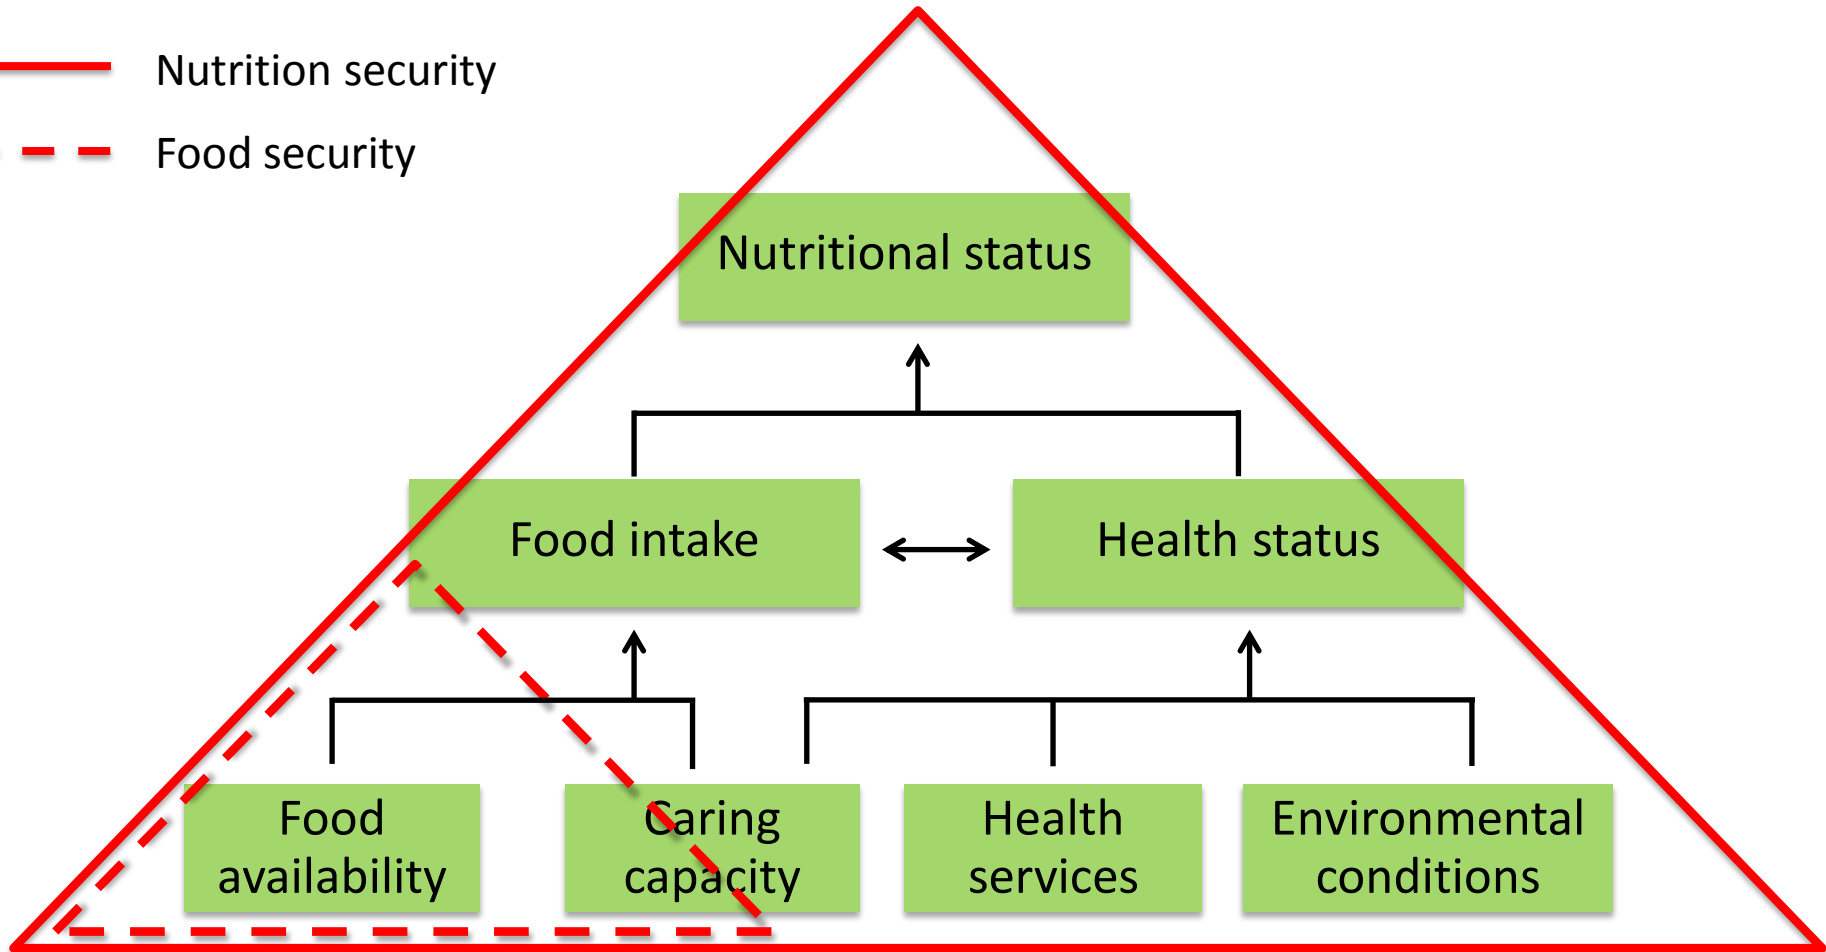 Nutrition security
Food security
Nutritional status
Food intake
Health status
Food
availability
Caring
capacity
Health
services
Environmental
conditions